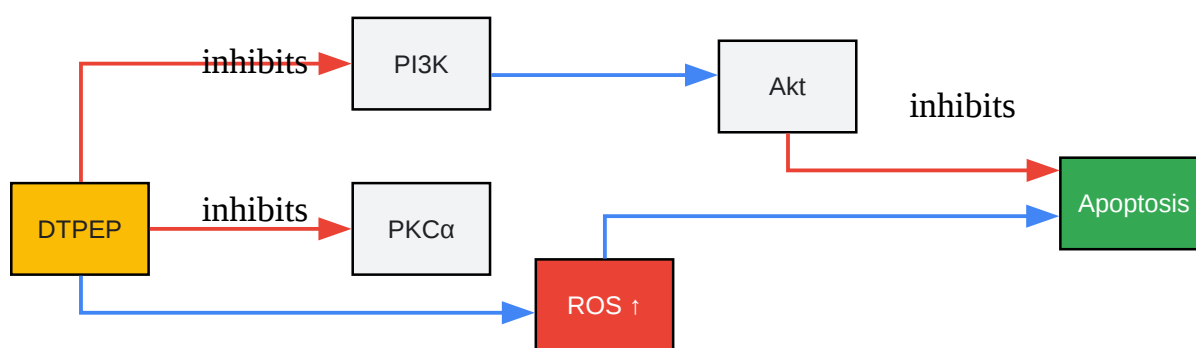 inhibits
PI3K
Akt
inhibits
DTPEP
inhibits
PKCα
Apoptosis
ROS ↑